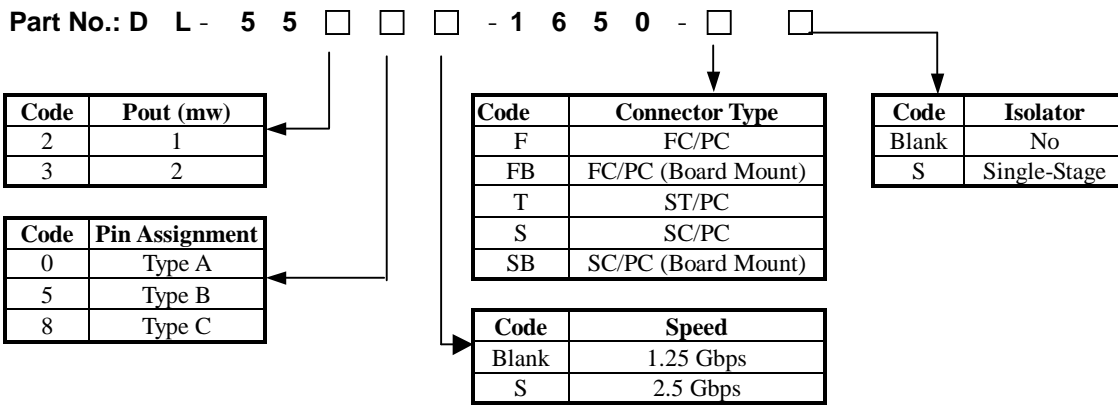 Part No.: D L - 5 5 □ □ □ - 1 6 5 0 - □ □
Code Pout (mw)
2 1
3 2
Code Pin Assignment
0 Type A
5 Type B
8 Type C
Code Connector Type
F FC/PC
FB FC/PC (Board Mount)
T ST/PC
S SC/PC
SB SC/PC (Board Mount)
Code Speed
Blank 1.25 Gbps
S 2.5 Gbps
Code Isolator
Blank No
S Single-Stage